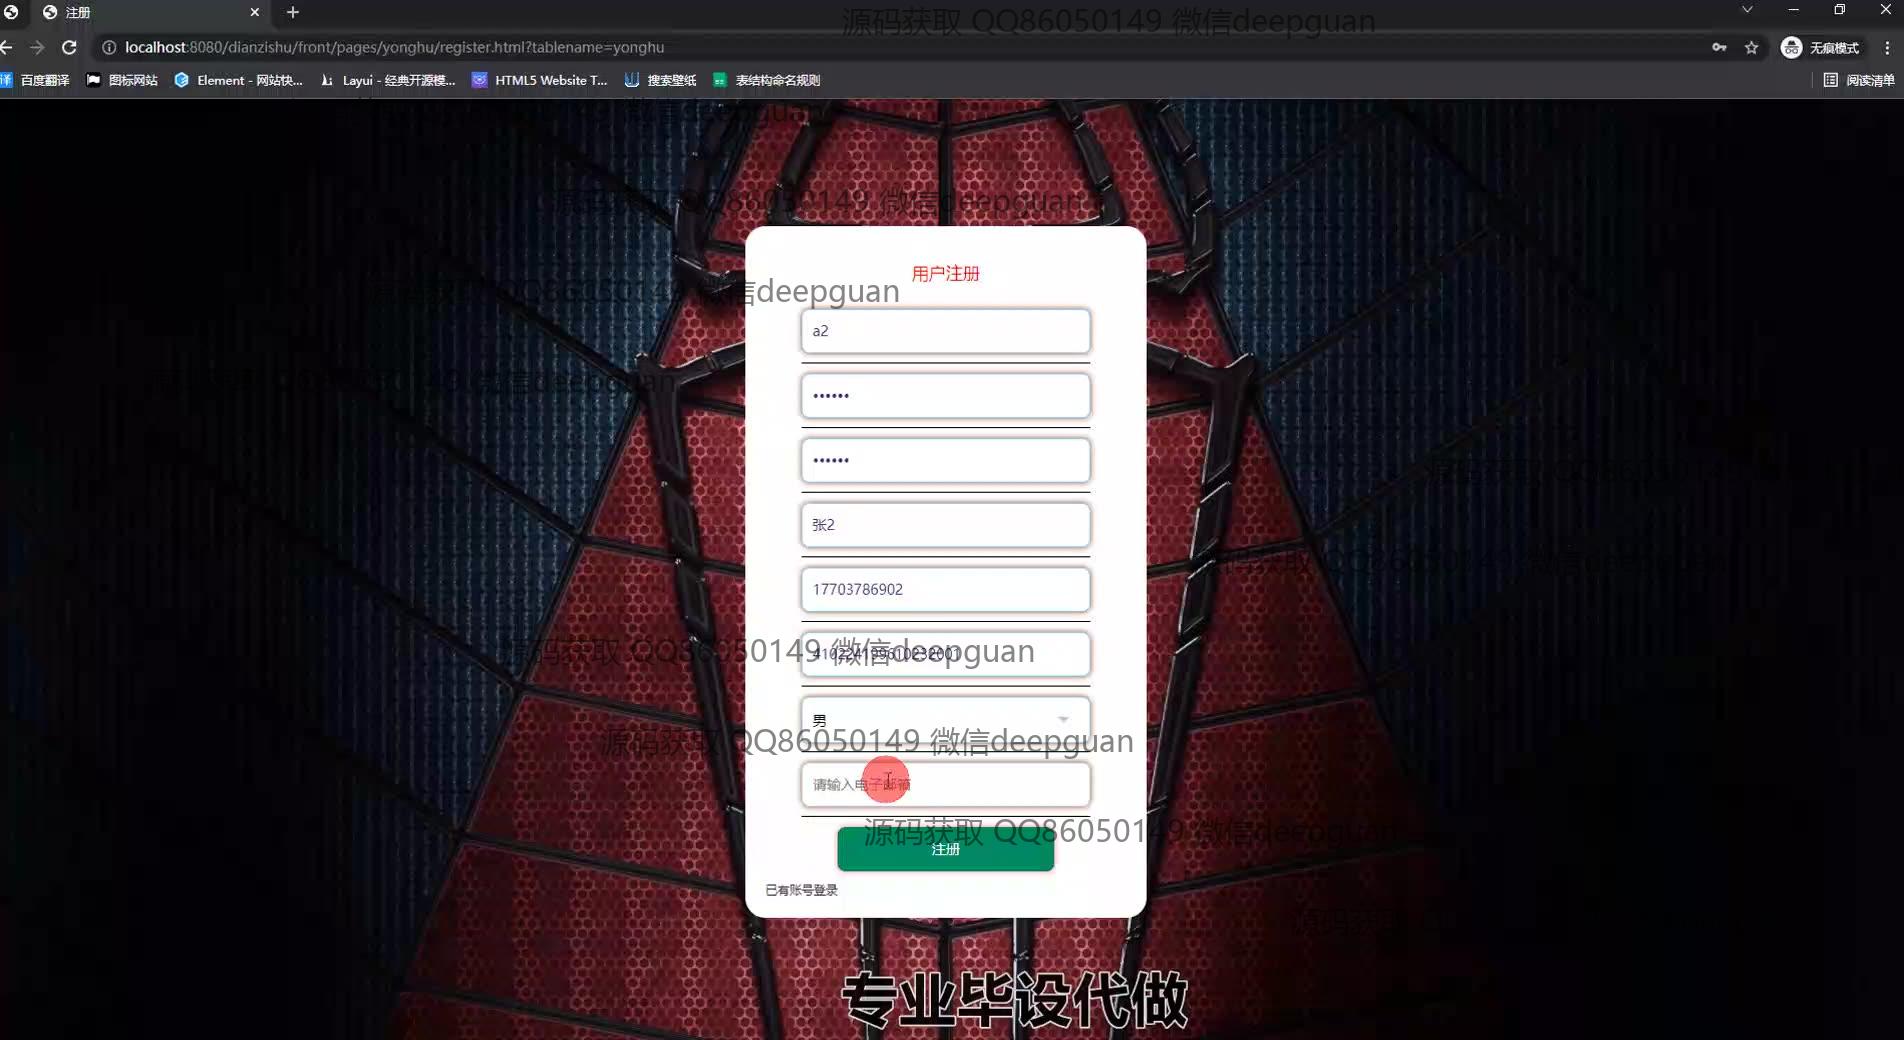 注册
源码获取 QQ86050149 微信deepguan
localhost:8080/dianzishu/front/pages/yonghu/register.html?tablename=yonghu
无痕模式
译 百度翻译 图标网站 Element - 网站快... Layui - 经典开源模... HTML5 Website T... 搜索壁纸 表结构命名规则 阅读清单
源码获取 QQ86050149 微信deepguan
用户注册
QQ86050149 微信deepguan
a2
••••••
••••••
张2
17703786902
源码获取 QQ86050149 微信deepguan
男
源码获取 QQ86050149 微信deepguan
请输入电子邮箱
源码获取 QQ86050149 微信deepguan
注册
已有账号登录
专业毕设代做